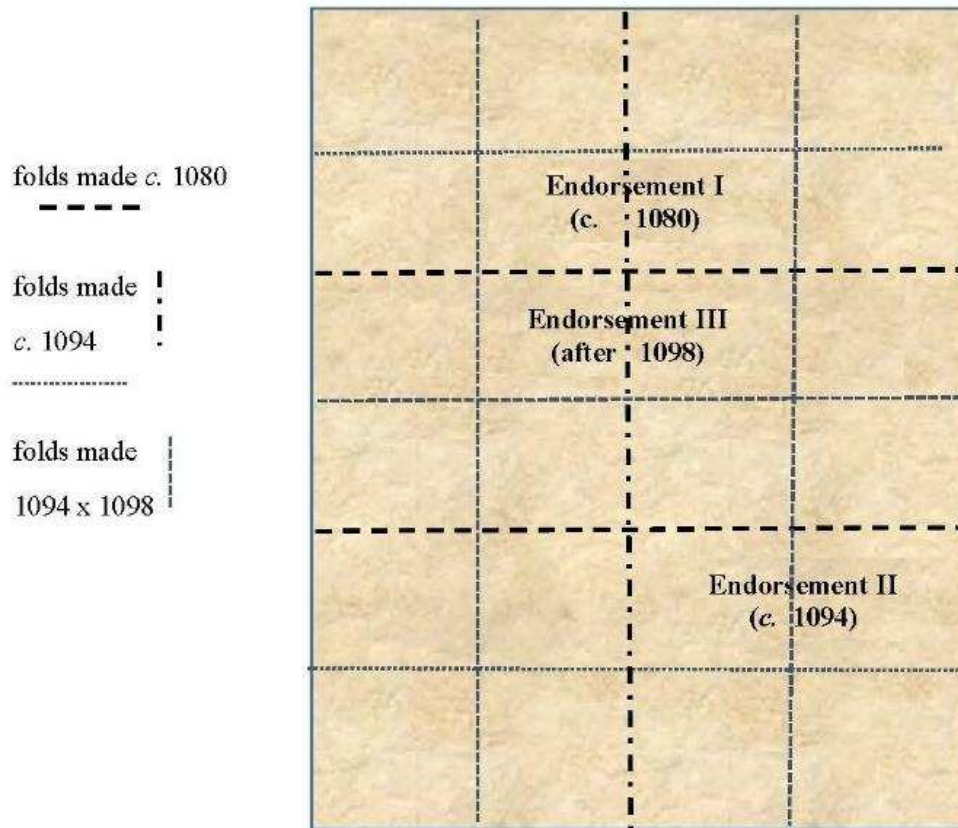 folds made c. 1080
folds made
c. 1094
folds made
1094 x 1098
Endorsement I
(c. 1080)
Endorsement III
(after 1098)
Endorsement II
(c. 1094)